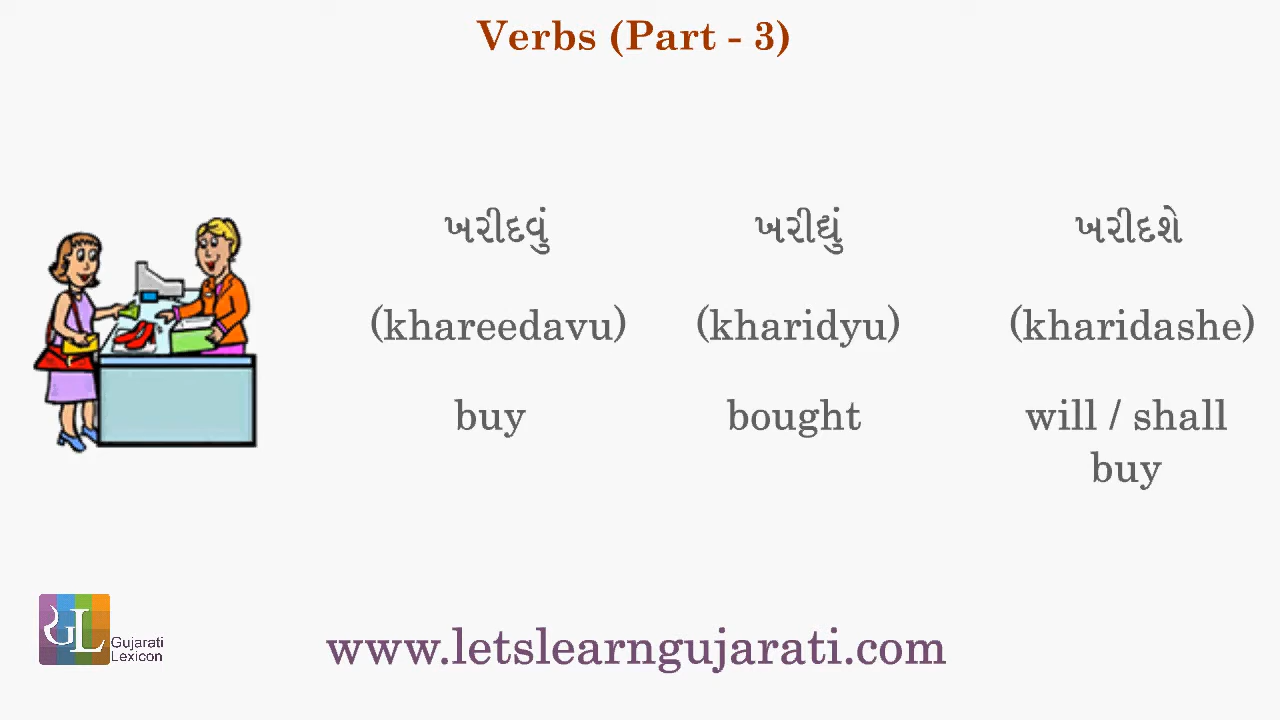 Verbs (Part - 3)
ખરીદવું ખરીદ્યું ખરીદશે
(khareedavu) (kharidyu) (kharidashe)
buy bought will / shall
buy
GL Gujarati
Lexicon
www.letslearngujarati.com